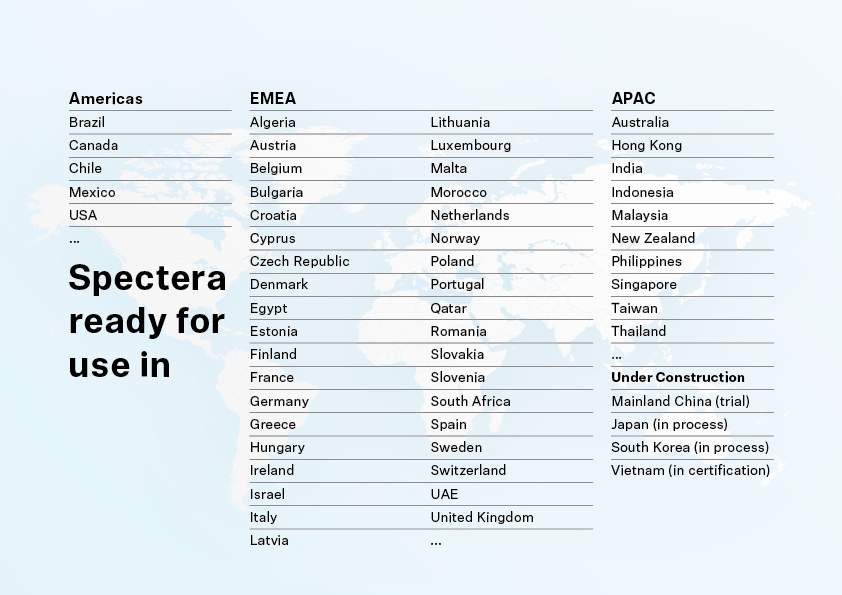 Americas
Brazil
Canada
Chile
Mexico
USA
...
Spectera
ready for
use in
EMEA
Algeria
Austria
Belgium
Bulgaria
Croatia
Cyprus
Czech Republic
Denmark
Egypt
Estonia
Finland
France
Germany
Greece
Hungary
Ireland
Israel
Italy
Latvia
Lithuania
Luxembourg
Malta
Morocco
Netherlands
Norway
Poland
Portugal
Qatar
Romania
Slovakia
Slovenia
South Africa
Spain
Sweden
Switzerland
UAE
United Kingdom
...
APAC
Australia
Hong Kong
India
Indonesia
Malaysia
New Zealand
Philippines
Singapore
Taiwan
Thailand
...
Under Construction
Mainland China (trial)
Japan (in process)
South Korea (in process)
Vietnam (in certification)